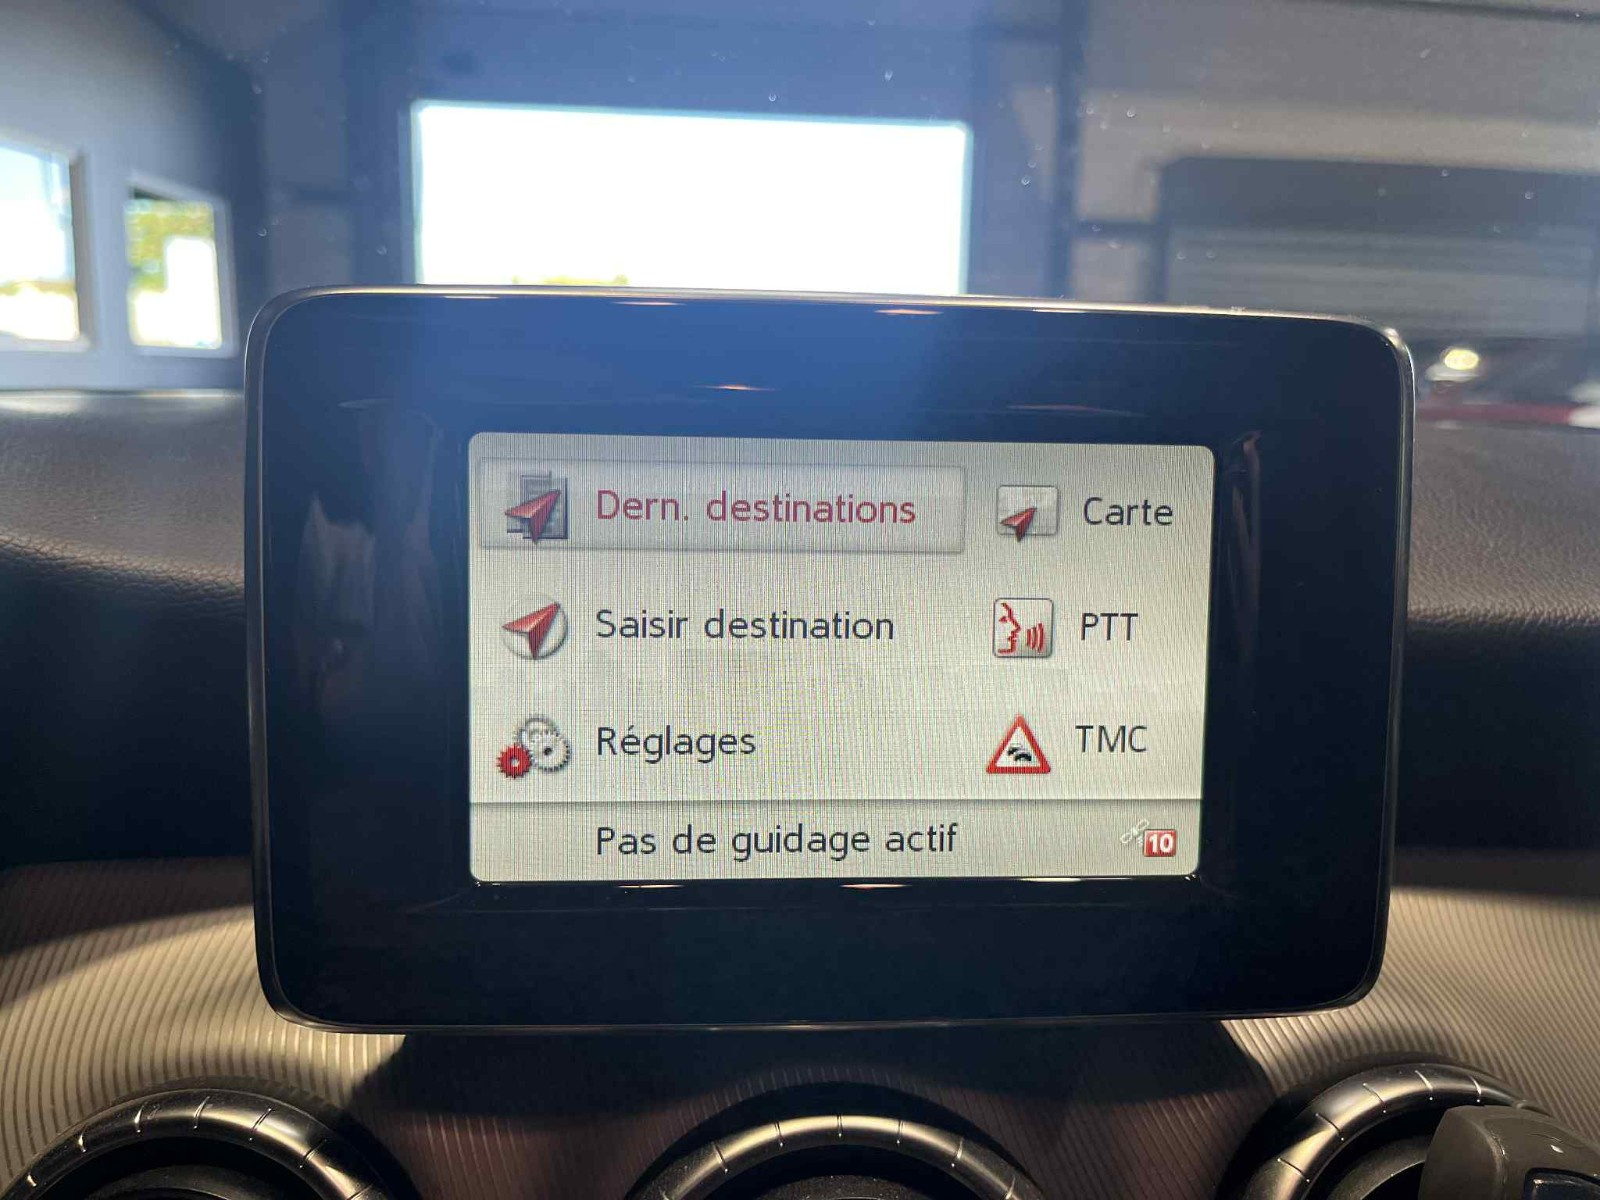 Dern. destinations
Carte
Saisir destination
PTT
Réglages
TMC
Pas de guidage actif
10